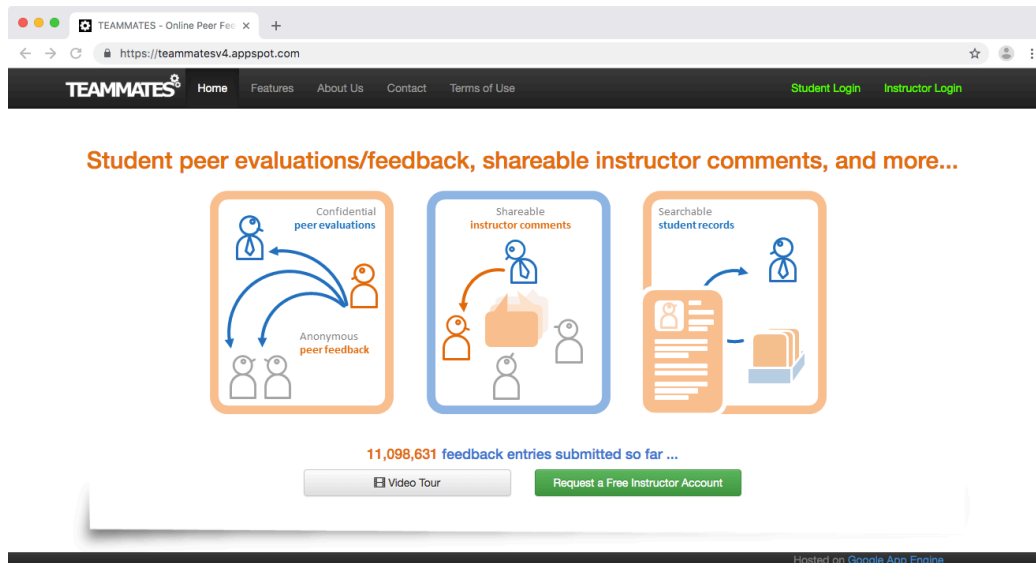 TEAMMATES - Online Peer Fee
https://teammatesv4.appspot.com
TEAMMATES Home Features About Us Contact Terms of Use Student Login Instructor Login
Student peer evaluations/feedback, shareable instructor comments, and more...
Confidential
peer evaluations
Anonymous
peer feedback
Shareable
instructor comments
Searchable
student records
11,098,631 feedback entries submitted so far ...
Video Tour
Request a Free Instructor Account
Hosted on Google App Engine